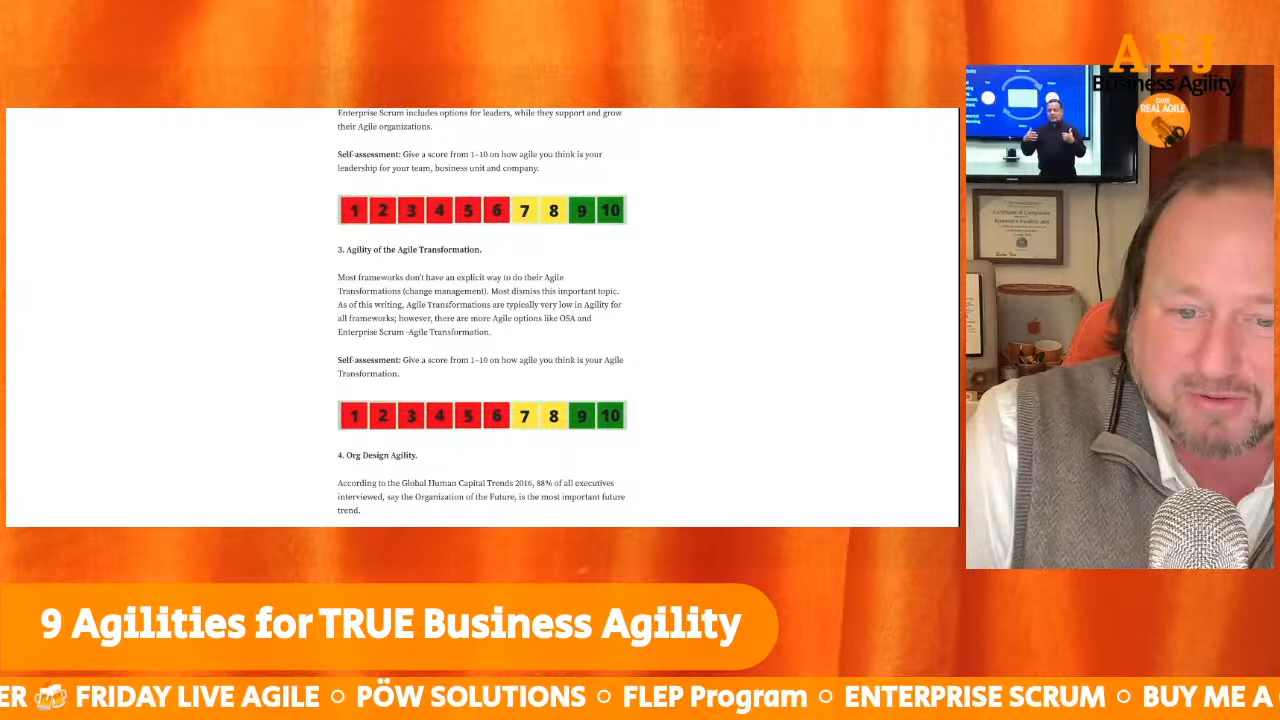 Enterprise Scrum includes options for leaders, while they support and grow
their Agile organizations.
Self-assessment: Give a score from 1–10 on how agile you think is your
leadership for your team, business unit and company.
1 2 3 4 5 6 7 8 9 10
3. Agility of the Agile Transformation.
Most frameworks don't have an explicit way to do their Agile
Transformations (change management). Most dismiss this important topic.
As of this writing, Agile Transformations are typically very low in Agility for
all frameworks; however, there are more Agile options like OSA and
Enterprise Scrum -Agile Transformation.
Self-assessment: Give a score from 1–10 on how agile you think is your Agile
Transformation.
1 2 3 4 5 6 7 8 9 10
4. Org Design Agility.
According to the Global Human Capital Trends 2016, 88% of all executives
interviewed, say the Organization of the Future, is the most important future
trend.
AFJ
Business Agility
REAL AGILE
Certificate of Completion
9 Agilities for TRUE Business Agility
ER 🍻 FRIDAY LIVE AGILE ○ PÖW SOLUTIONS ○ FLEP Program ○ ENTERPRISE SCRUM ○ BUY ME A